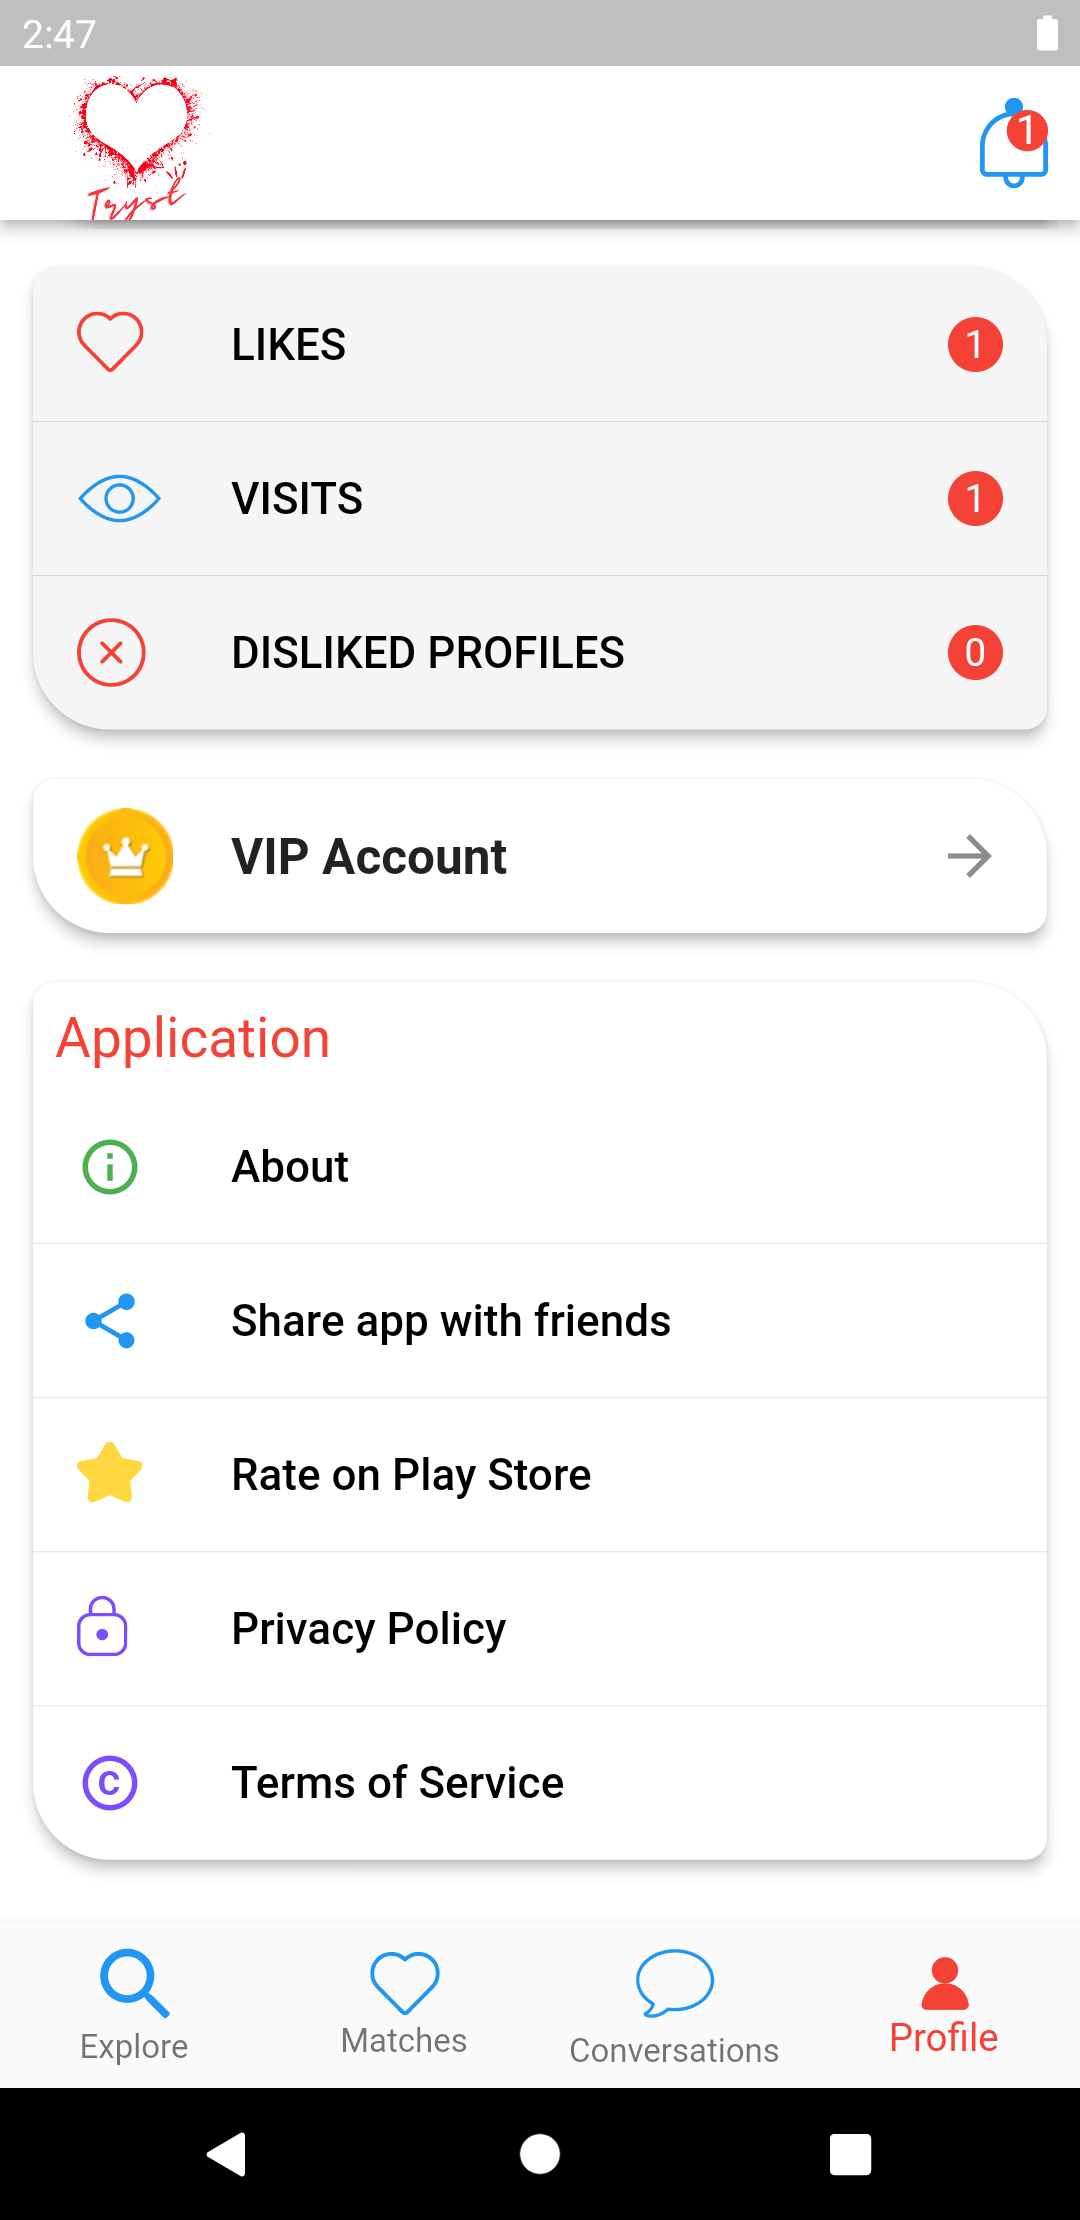 2:47
Tryst
1
LIKES 1
VISITS 1
DISLIKED PROFILES 0
VIP Account
Application
About
Share app with friends
Rate on Play Store
Privacy Policy
Terms of Service
Explore Matches Conversations Profile